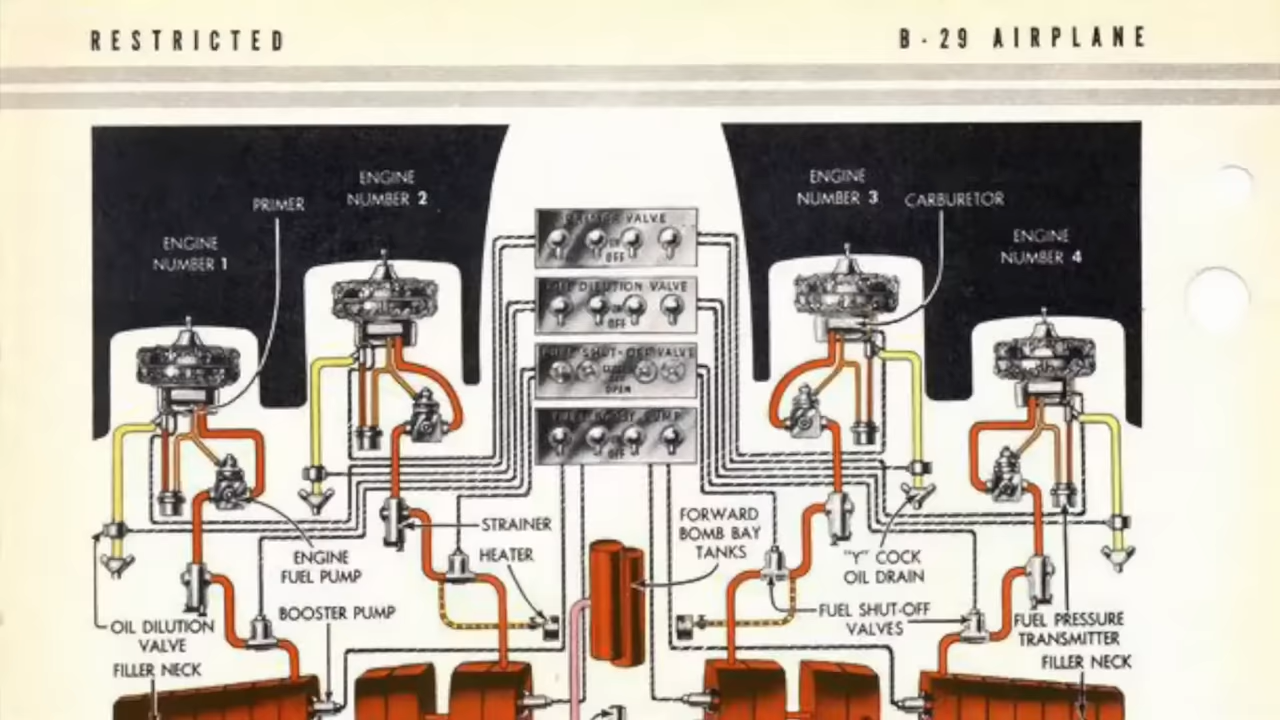 RESTRICTED
B-29 AIRPLANE
ENGINE
NUMBER 1
PRIMER
ENGINE
NUMBER 2
ENGINE
NUMBER 3
CARBURETOR
ENGINE
NUMBER 4
PRIMER VALVE
ON
OFF
OIL DILUTION VALVE
ON
OFF
FUEL SHUT-OFF VALVE
OPEN
ON
OFF
STRAINER
HEATER
FORWARD
BOMB BAY
TANKS
ENGINE
FUEL PUMP
"Y" COCK
OIL DRAIN
BOOSTER PUMP
FUEL SHUT-OFF
VALVES
OIL DILUTION
VALVE
FUEL PRESSURE
TRANSMITTER
FILLER NECK
FILLER NECK